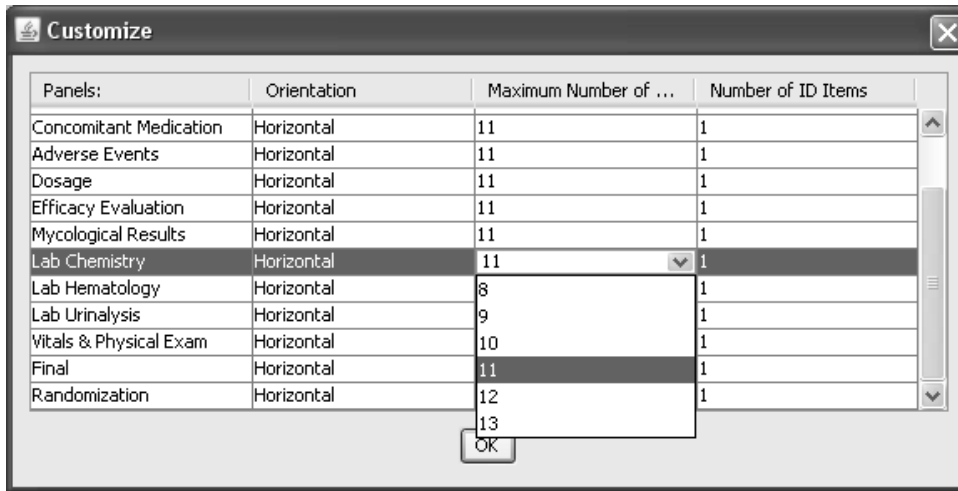 Customize
Panels: Orientation Maximum Number of ... Number of ID Items
Concomitant Medication Horizontal 11 1
Adverse Events Horizontal 11 1
Dosage Horizontal 11 1
Efficacy Evaluation Horizontal 11 1
Mycological Results Horizontal 11 1
Lab Chemistry Horizontal 11 1
Lab Hematology Horizontal 8 1
Lab Urinalysis Horizontal 9 1
Vitals & Physical Exam Horizontal 10 1
Final Horizontal 11 1
Randomization Horizontal 12 1
13
OK